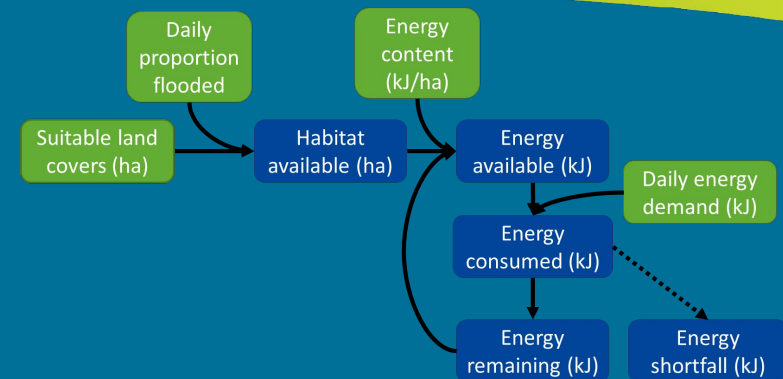 Daily
proportion
flooded
Energy
content
(kJ/ha)
Suitable land
covers (ha)
Habitat
available (ha)
Energy
available (kJ)
Daily energy
demand (kJ)
Energy
consumed (kJ)
Energy
remaining (kJ)
Energy
shortfall (kJ)